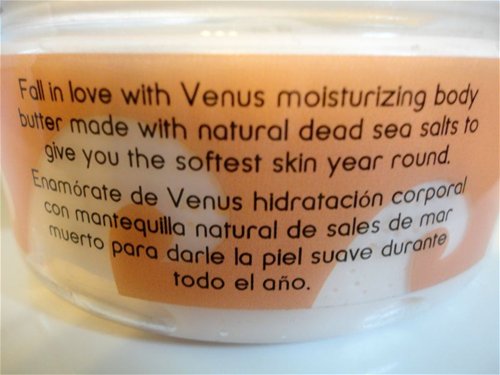 Fall in love with Venus moisturizing body
butter made with natural dead sea salts to
give you the softest skin year round.
Enamórate de Venus hidratación corporal
con mantequilla natural de sales de mar
muerto para darle la piel suave durante
todo el año.